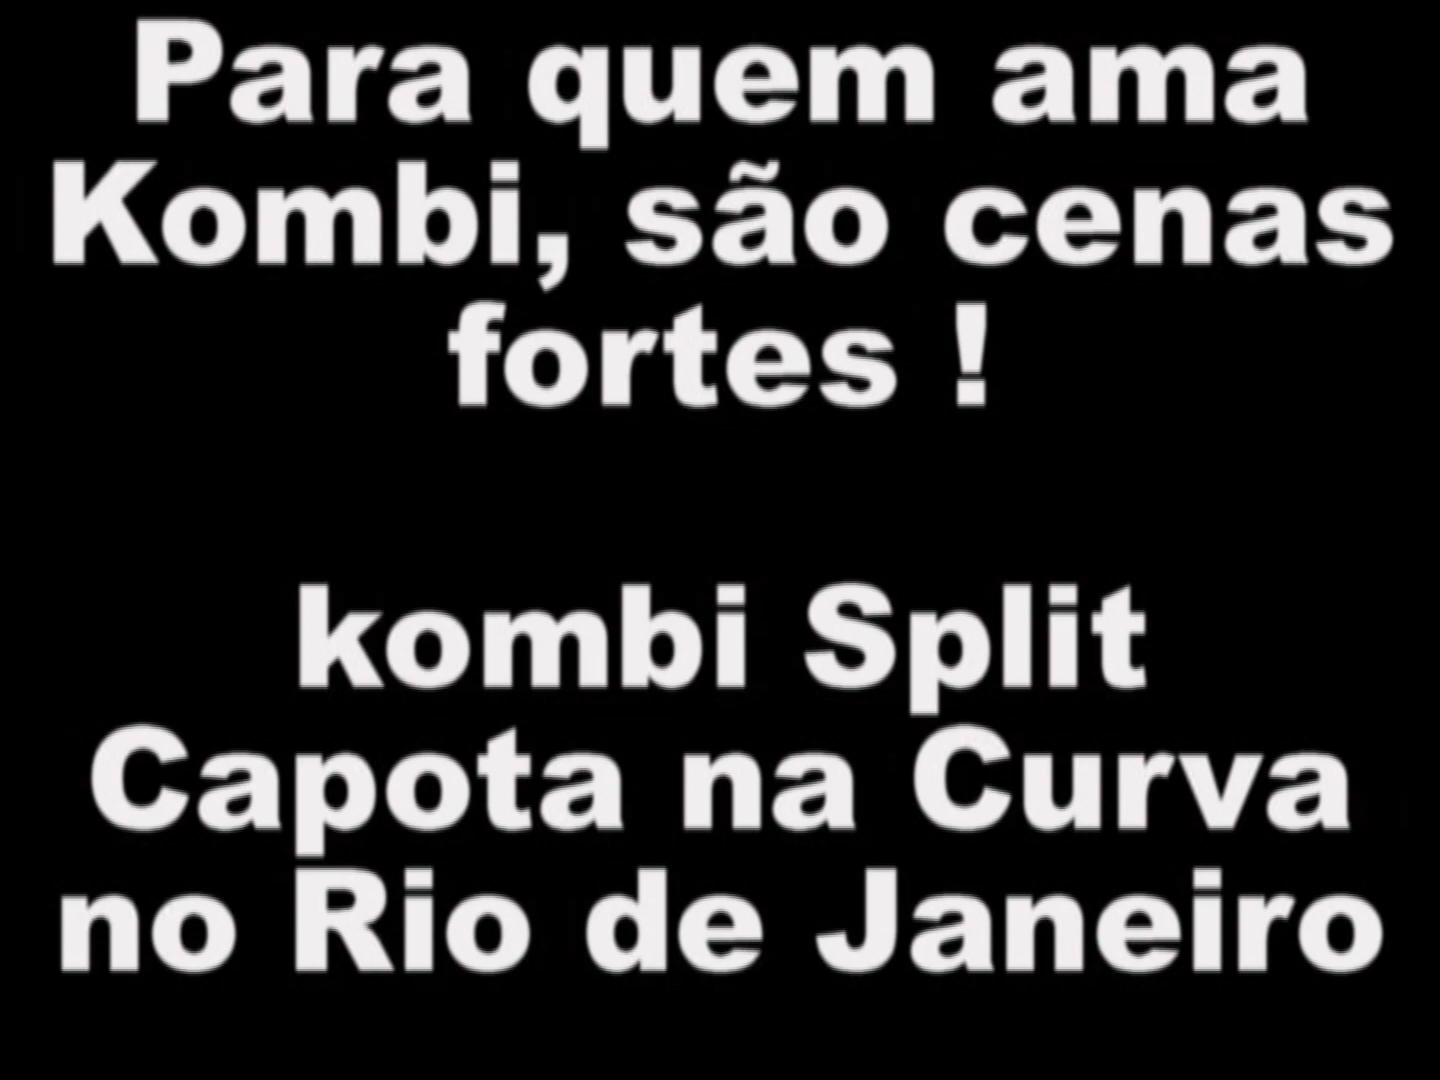 Para quem ama
Kombi, são cenas
fortes !
kombi Split
Capota na Curva
no Rio de Janeiro